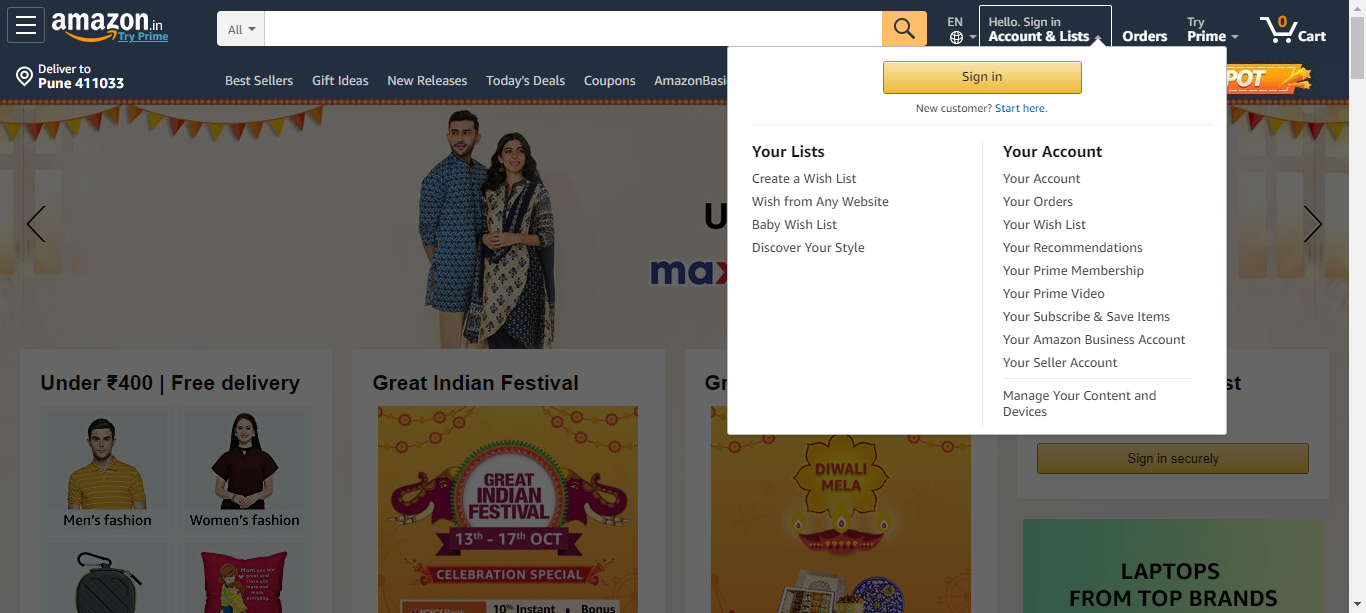 amazon.in
Try Prime
All
EN
Hello. Sign in
Account & Lists
Orders
Try
Prime
0
Cart
Deliver to
Pune 411033
Best Sellers
Gift Ideas
New Releases
Today's Deals
Coupons
AmazonBasi
POT
Sign in
New customer? Start here.
Your Lists
Create a Wish List
Wish from Any Website
Baby Wish List
Discover Your Style
Your Account
Your Account
Your Orders
Your Wish List
Your Recommendations
Your Prime Membership
Your Prime Video
Your Subscribe & Save Items
Your Amazon Business Account
Your Seller Account
Manage Your Content and
Devices
U
max
Under ₹400 | Free delivery
Men's fashion
Women's fashion
Great Indian Festival
GREAT
INDIAN
FESTIVAL
13th - 17th OCT
CELEBRATION SPECIAL
ICICI Bank
10% Instant
Bonus
Gr
DIWALI
MELA
st
Sign in securely
LAPTOPS
FROM TOP BRANDS